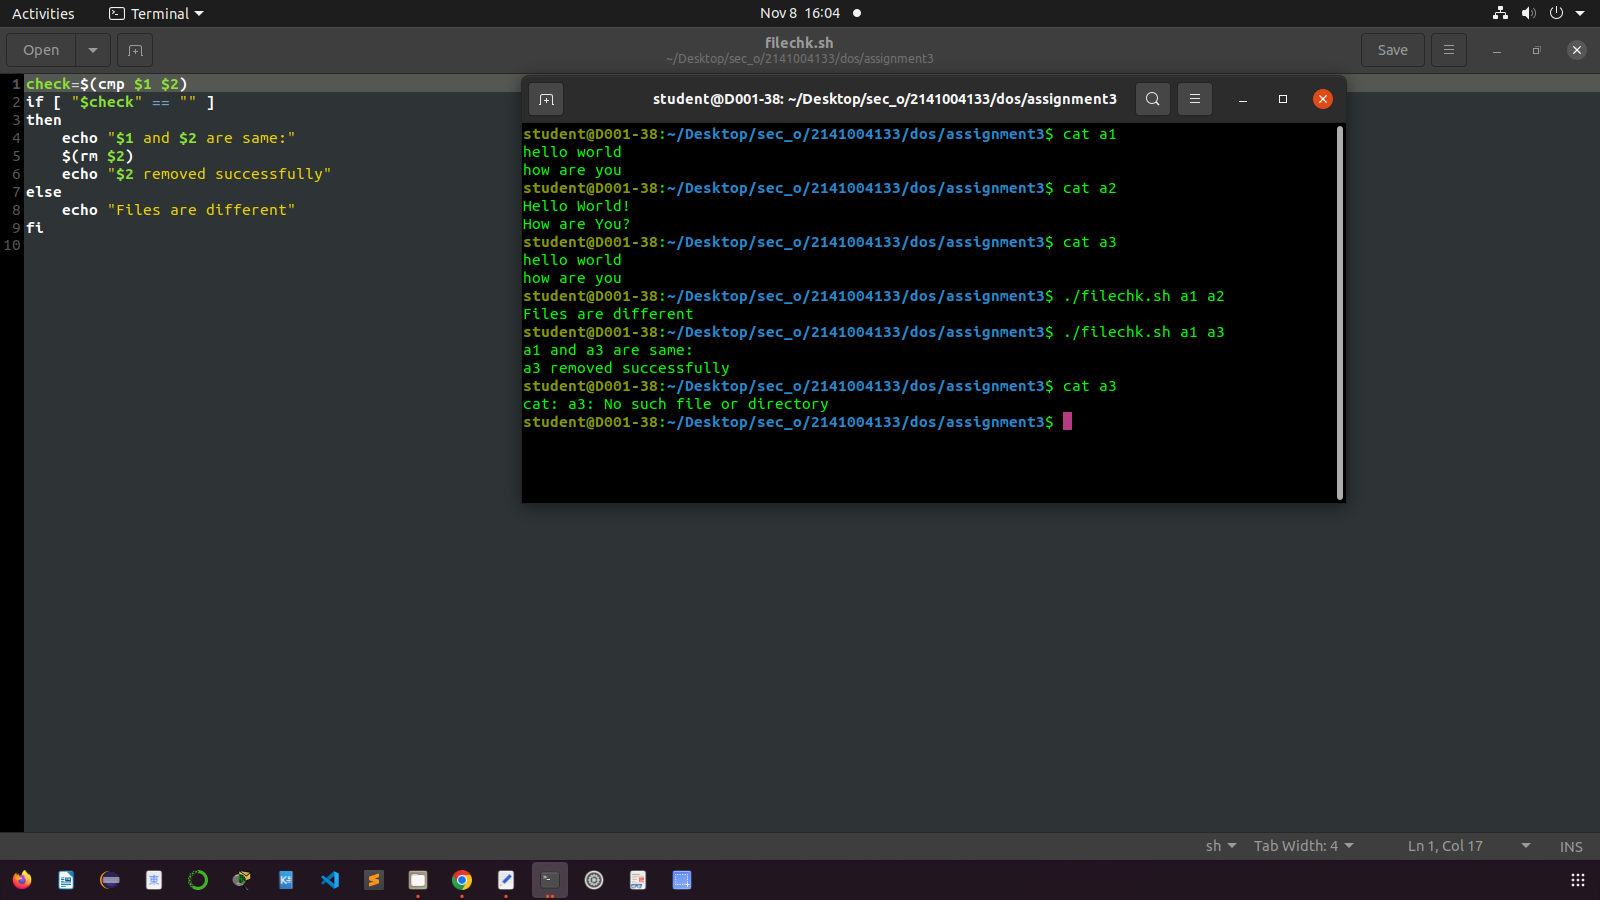 Activities
Terminal
Nov 8 16:04
Open
filechk.sh
~/Desktop/sec_o/2141004133/dos/assignment3
Save
1 check=$(cmp $1 $2)
2 if [ "$check" == "" ]
3 then
4     echo "$1 and $2 are same:"
5     $(rm $2)
6     echo "$2 removed successfully"
7 else
8     echo "Files are different"
9 fi
10
student@D001-38: ~/Desktop/sec_o/2141004133/dos/assignment3
student@D001-38:~/Desktop/sec_o/2141004133/dos/assignment3$ cat a1
hello world
how are you
student@D001-38:~/Desktop/sec_o/2141004133/dos/assignment3$ cat a2
Hello World!
How are You?
student@D001-38:~/Desktop/sec_o/2141004133/dos/assignment3$ cat a3
hello world
how are you
student@D001-38:~/Desktop/sec_o/2141004133/dos/assignment3$ ./filechk.sh a1 a2
Files are different
student@D001-38:~/Desktop/sec_o/2141004133/dos/assignment3$ ./filechk.sh a1 a3
a1 and a3 are same:
a3 removed successfully
student@D001-38:~/Desktop/sec_o/2141004133/dos/assignment3$ cat a3
cat: a3: No such file or directory
student@D001-38:~/Desktop/sec_o/2141004133/dos/assignment3$
sh
Tab Width: 4
Ln 1, Col 17
INS